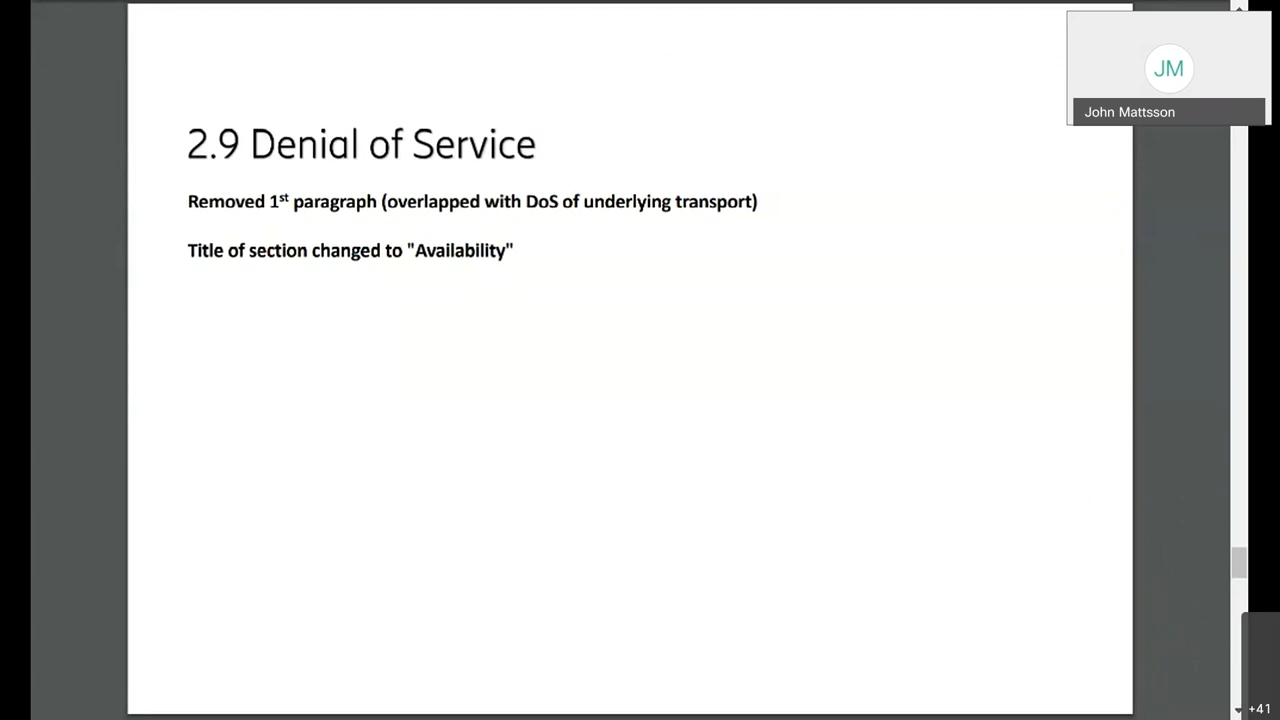 JM
John Mattsson
2.9 Denial of Service
Removed 1st paragraph (overlapped with DoS of underlying transport)
Title of section changed to "Availability"
+41